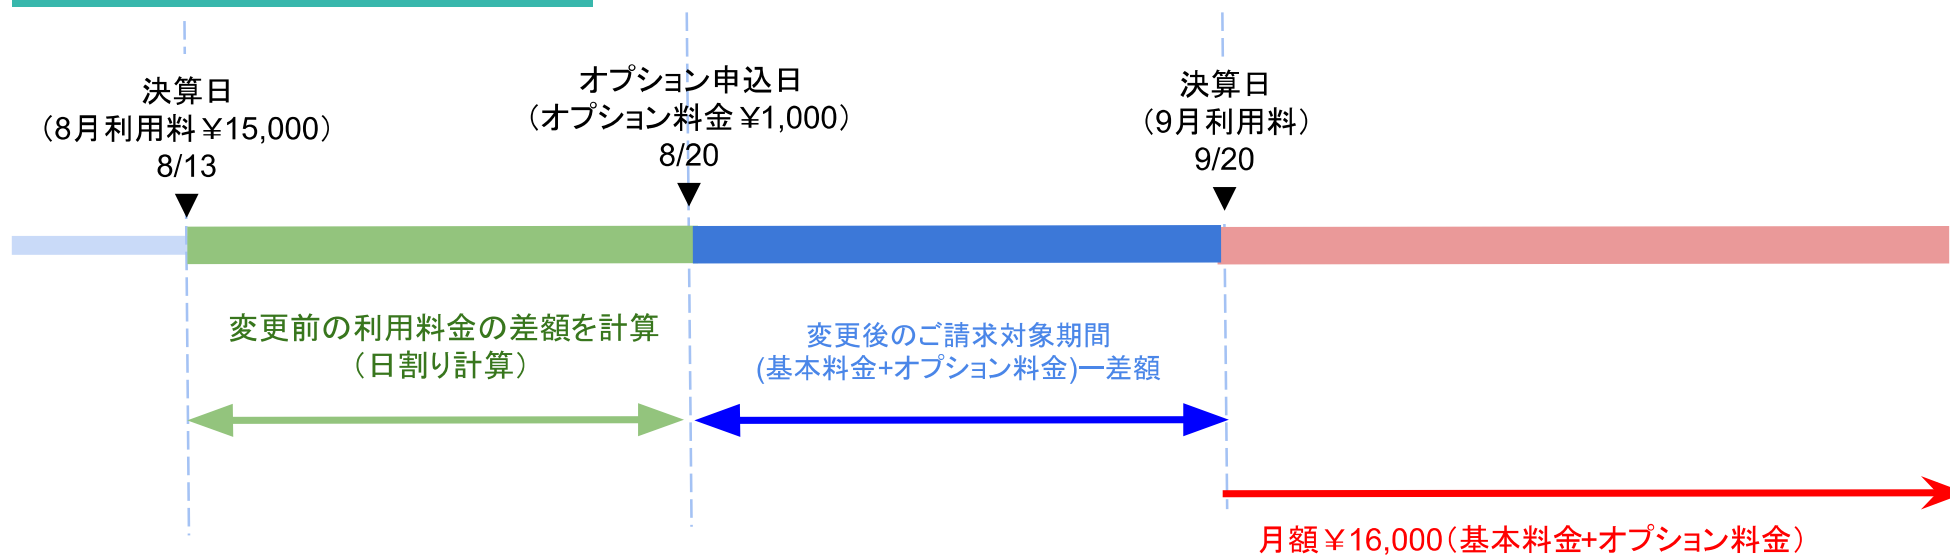 決算日
（8月利用料￥15,000）
8/13
オプション申込日
（オプション料金 ¥1,000）
8/20
決算日
（9月利用料）
9/20
変更前の利用料金の差額を計算
（日割り計算）
変更後のご請求対象期間
(基本料金+オプション料金)ー差額
月額￥16,000（基本料金+オプション料金）